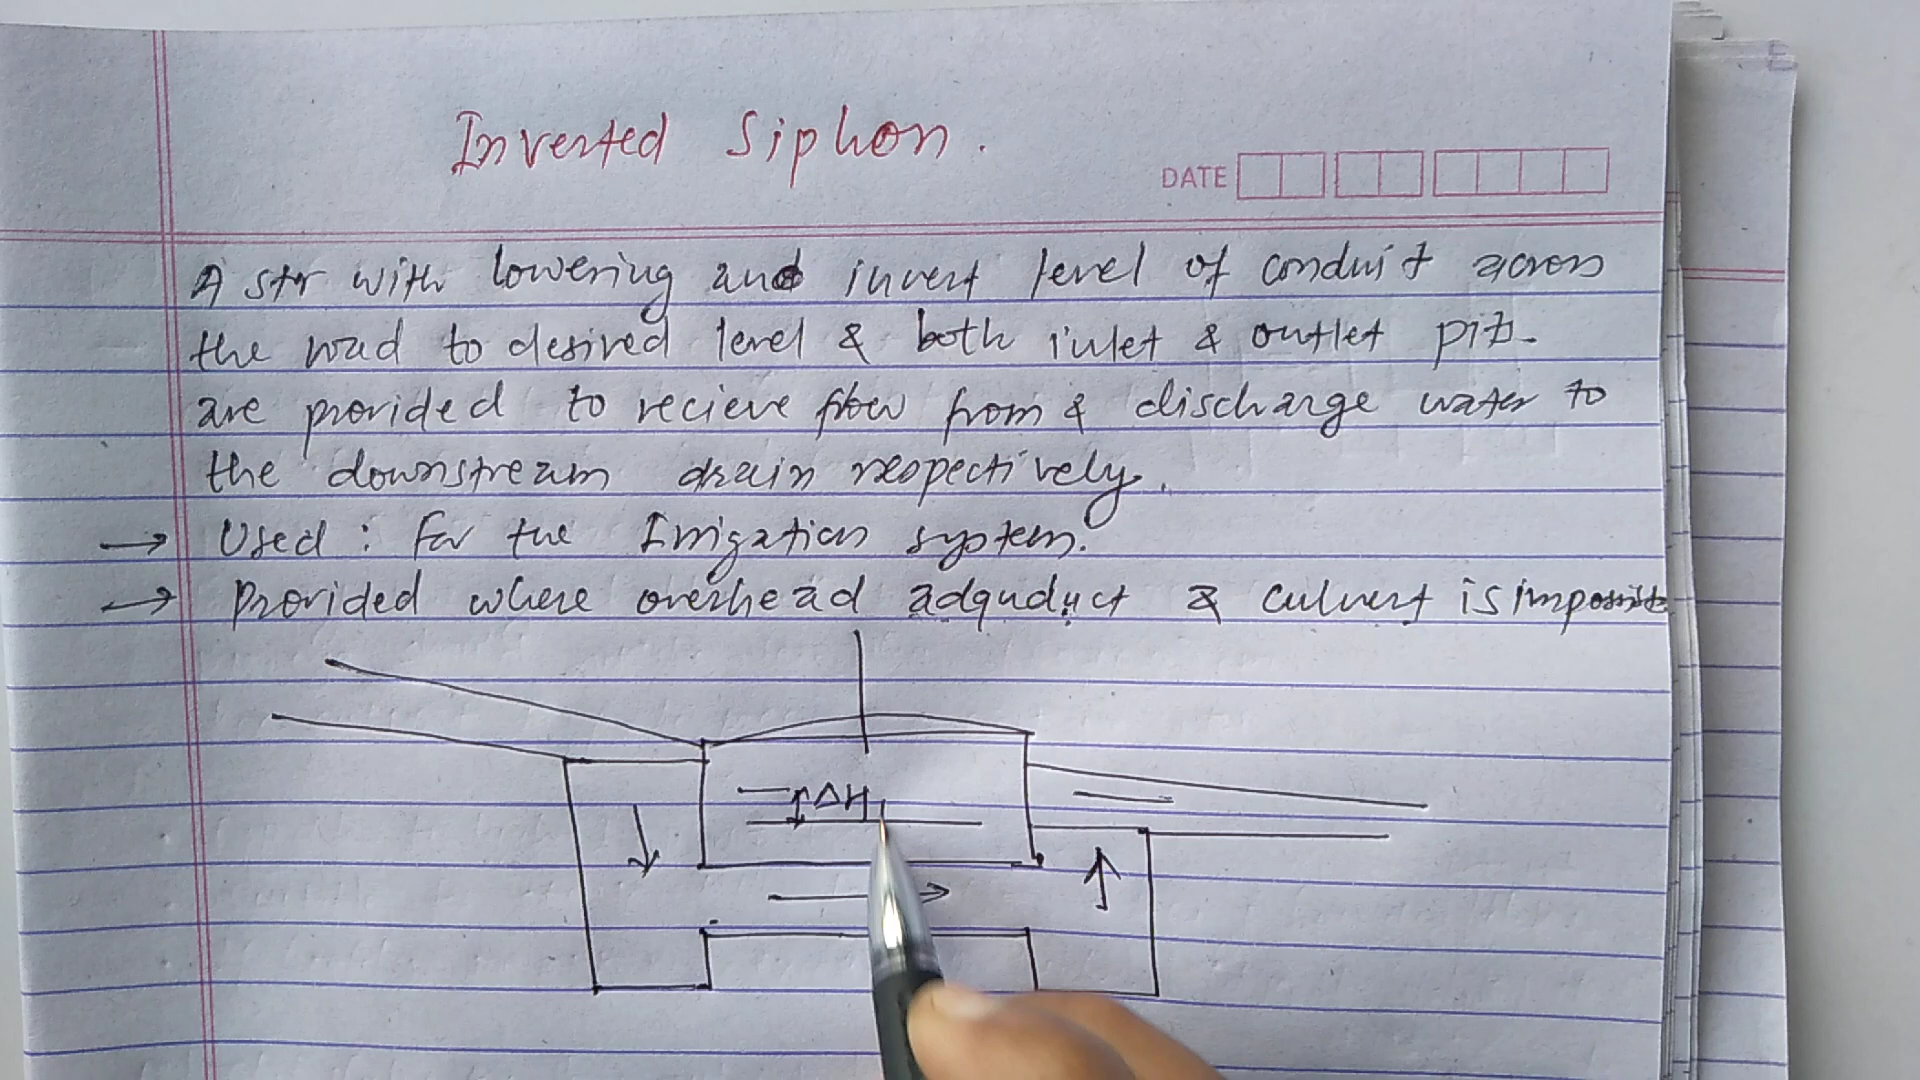 Inverted Siphon.
DATE
A str with lowering and invert level of conduit across
the road to desired level & both inlet & outlet pit.
are provided to recieve flow from & discharge water to
the downstream drain respectively.
→ Used : For the Irrigation system.
→ Provided where overhead adquduct & culvert is impossible
ΔH